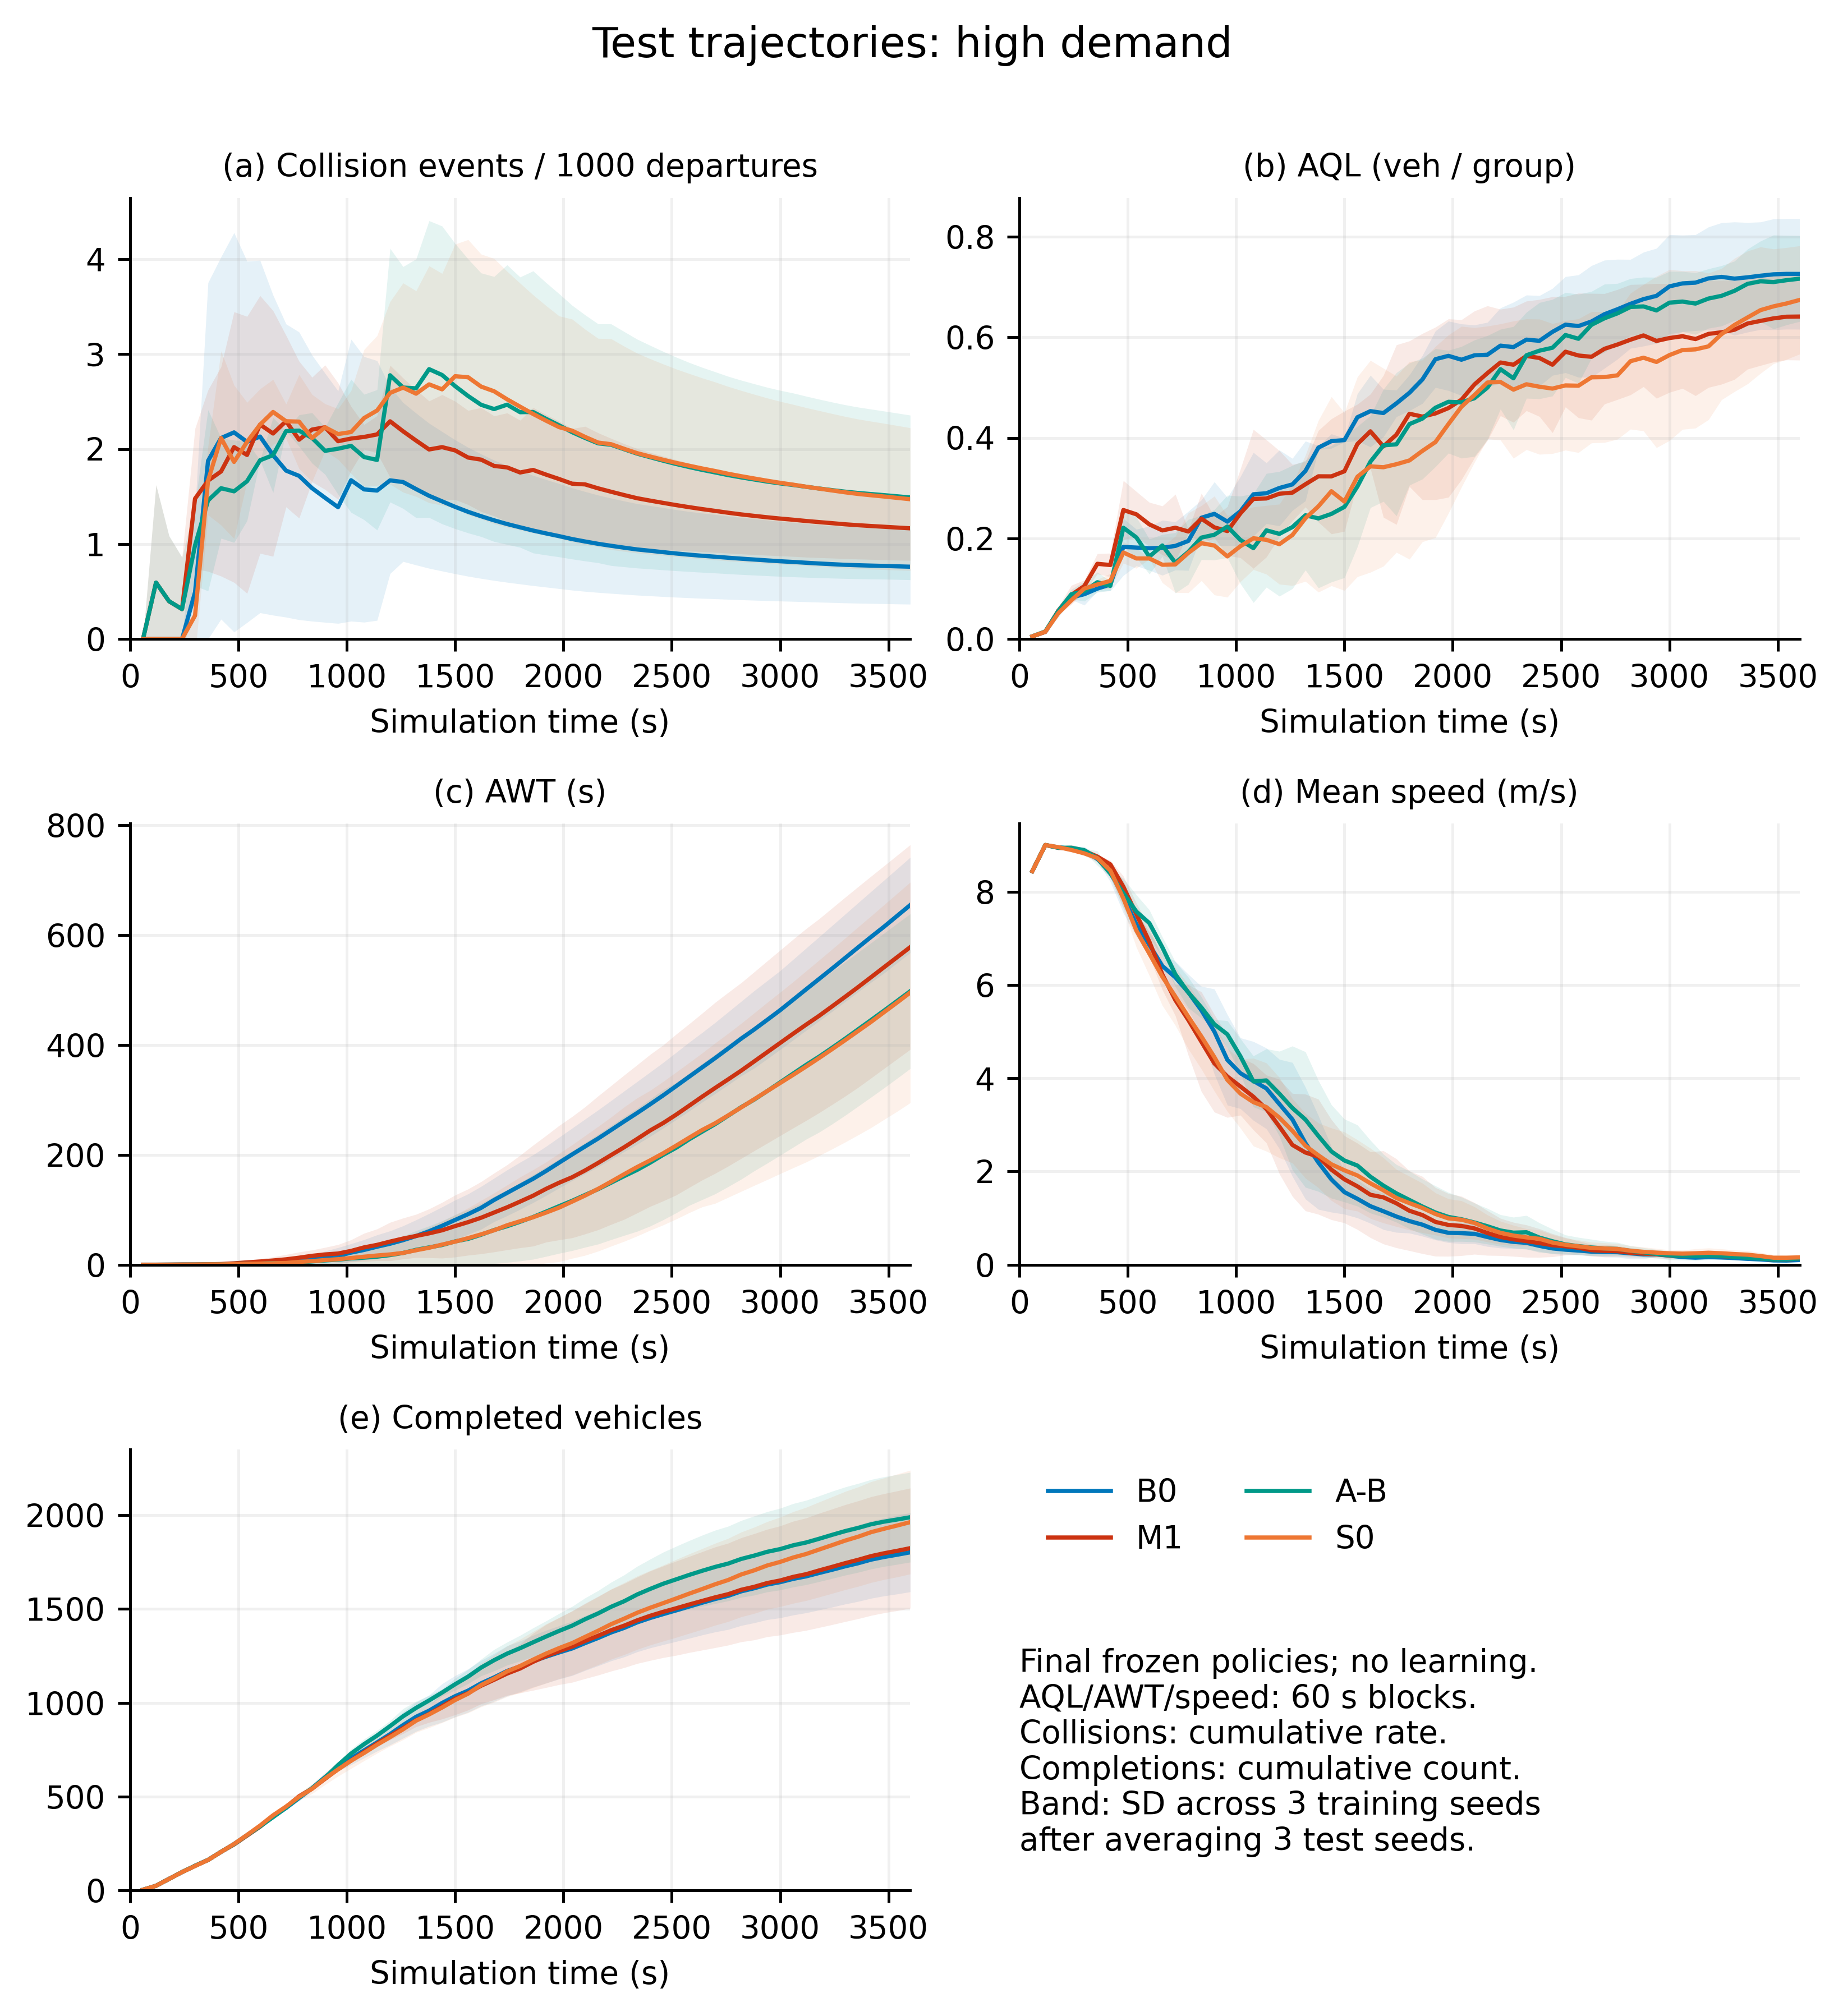 Test trajectories: high demand
(a) Collision events / 1000 departures
4
3
2
1
0
0 500 1000 1500 2000 2500 3000 3500
Simulation time (s)
(b) AQL (veh / group)
0.8
0.6
0.4
0.2
0.0
0 500 1000 1500 2000 2500 3000 3500
Simulation time (s)
(c) AWT (s)
800
600
400
200
0
0 500 1000 1500 2000 2500 3000 3500
Simulation time (s)
(d) Mean speed (m/s)
8
6
4
2
0
0 500 1000 1500 2000 2500 3000 3500
Simulation time (s)
(e) Completed vehicles
2000
1500
1000
500
0
0 500 1000 1500 2000 2500 3000 3500
Simulation time (s)
B0 A-B
M1 S0
Final frozen policies; no learning.
AQL/AWT/speed: 60 s blocks.
Collisions: cumulative rate.
Completions: cumulative count.
Band: SD across 3 training seeds
after averaging 3 test seeds.